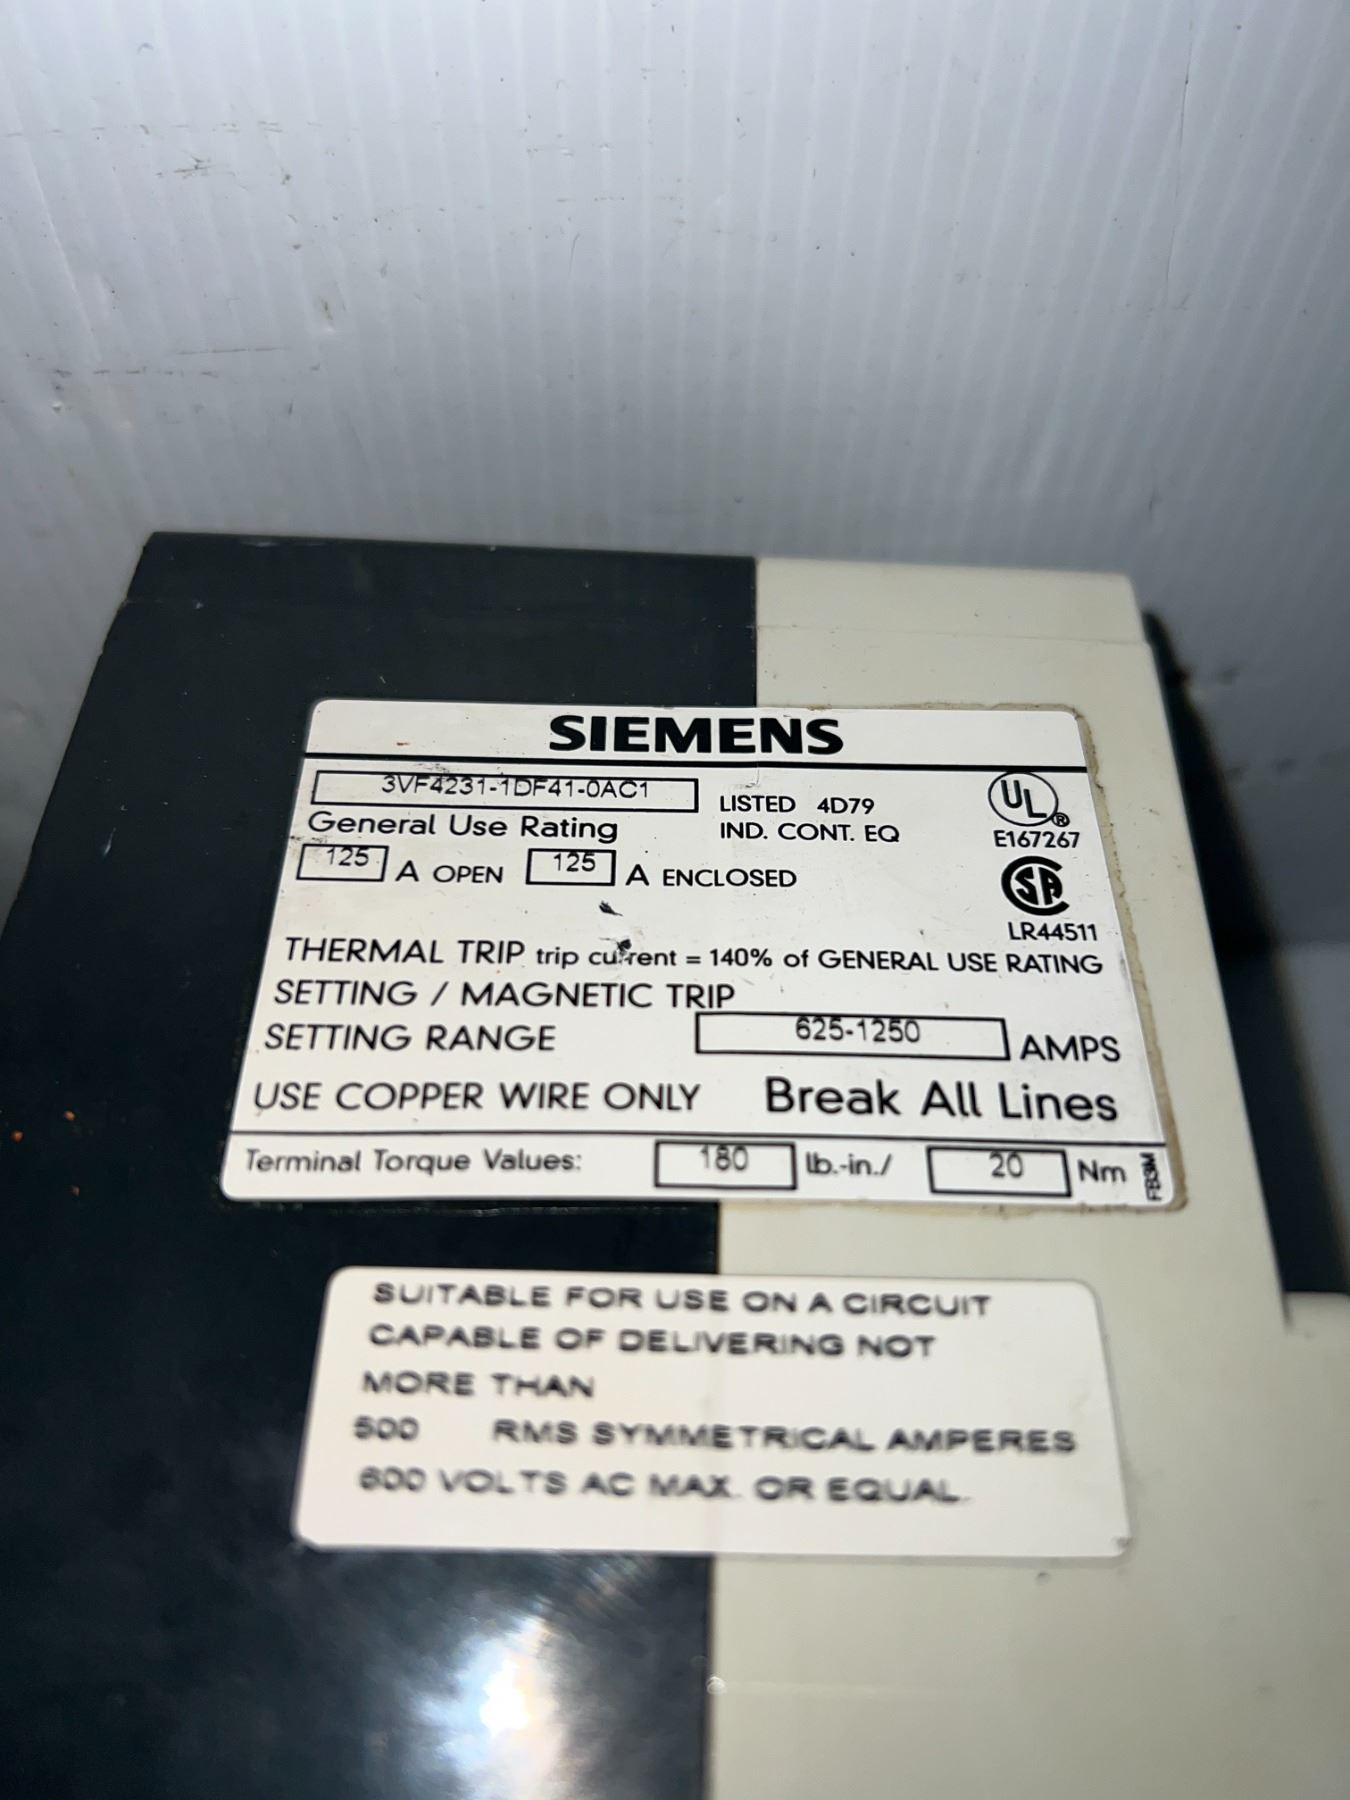 SIEMENS
3VF4231-1DF41-0AC1
LISTED 4D79
IND. CONT. EQ
UL ®
E167267
General Use Rating
125 A OPEN 125 A ENCLOSED
SA
LR44511
THERMAL TRIP trip current = 140% of GENERAL USE RATING
SETTING / MAGNETIC TRIP
SETTING RANGE 625-1250 AMPS
USE COPPER WIRE ONLY Break All Lines
Terminal Torque Values: 180 lb.-in./ 20 Nm
FB3M
SUITABLE FOR USE ON A CIRCUIT
CAPABLE OF DELIVERING NOT
MORE THAN
500 RMS SYMMETRICAL AMPERES
600 VOLTS AC MAX. OR EQUAL.